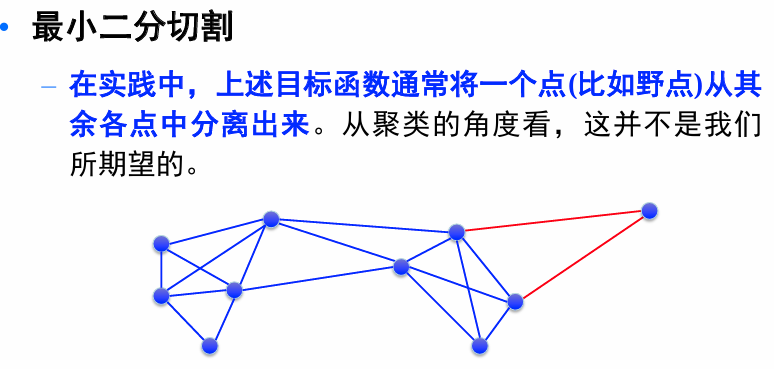 • 最小二分切割
– 在实践中，上述目标函数通常将一个点(比如野点)从其
余各点中分离出来。从聚类的角度看，这并不是我们
所期望的。